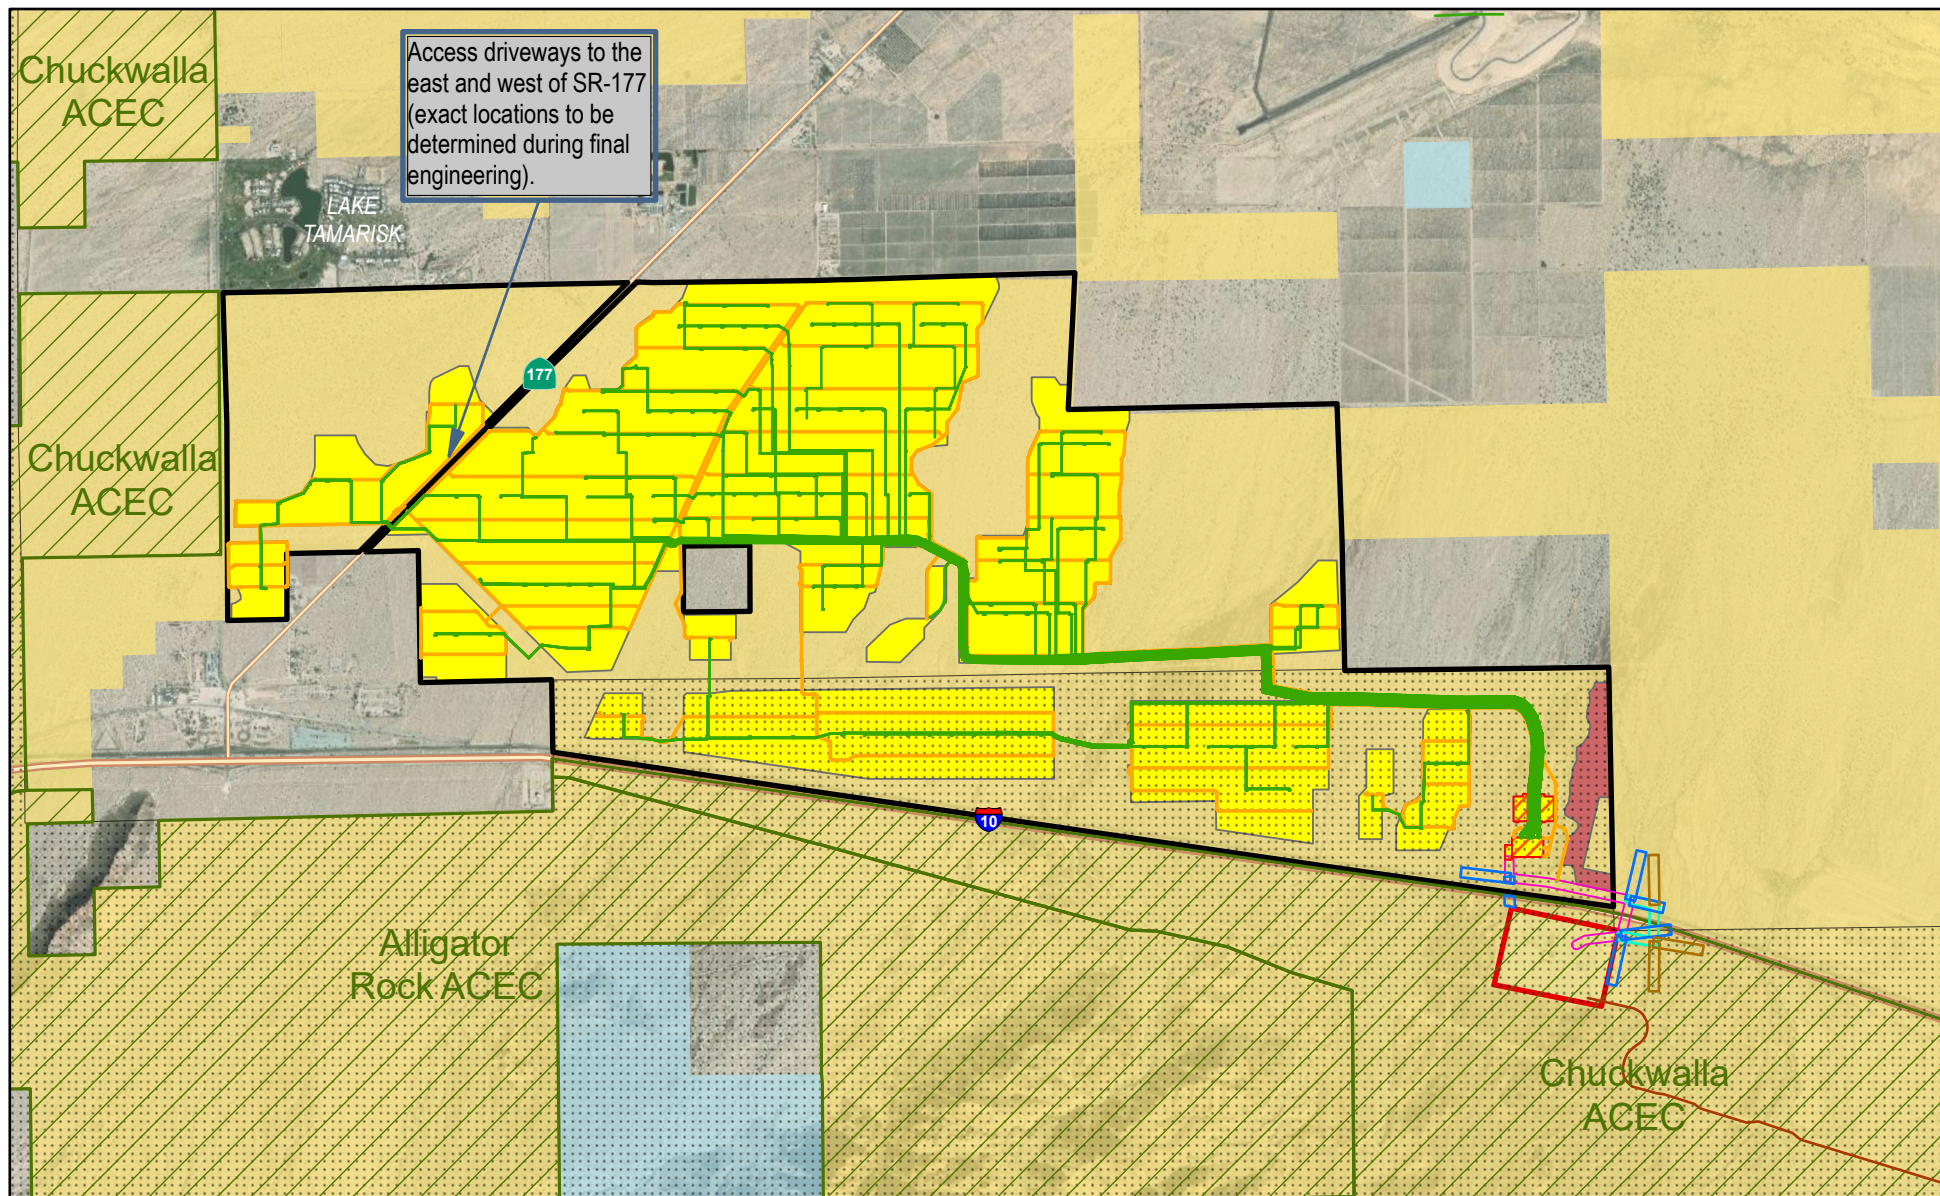 Chuckwalla
ACEC
Access driveways to the
east and west of SR-177
(exact locations to be
determined during final
engineering).
LAKE
TAMARISK
177
Chuckwalla
ACEC
10
Alligator
Rock ACEC
Chuckwalla
ACEC